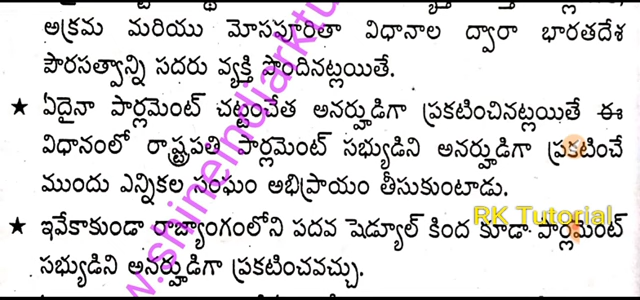 అక్రమ మరియు మోసపూరితా విధానాల ద్వారా భారతదేశ
పౌరసత్వాన్ని సదరు వ్యక్తి పొందినట్లయితే.
★ ఏదైనా పార్లమెంట్ చట్టంచేత అనర్హుడిగా ప్రకటించినట్లయితే ఈ
విధానంలో రాష్ట్రపతి పార్లమెంట్ సభ్యుడిని అనర్హుడిగా ప్రకటించే
ముందు ఎన్నికల సంఘం అభిప్రాయం తీసుకుంటాడు.
RK Tutorial
★ ఇవేకాకుండా రాజ్యాంగంలోని పదవ షెడ్యూల్ కింద కూడా పార్లమెంట్
సభ్యుడిని అనర్హుడిగా ప్రకటించవచ్చు.